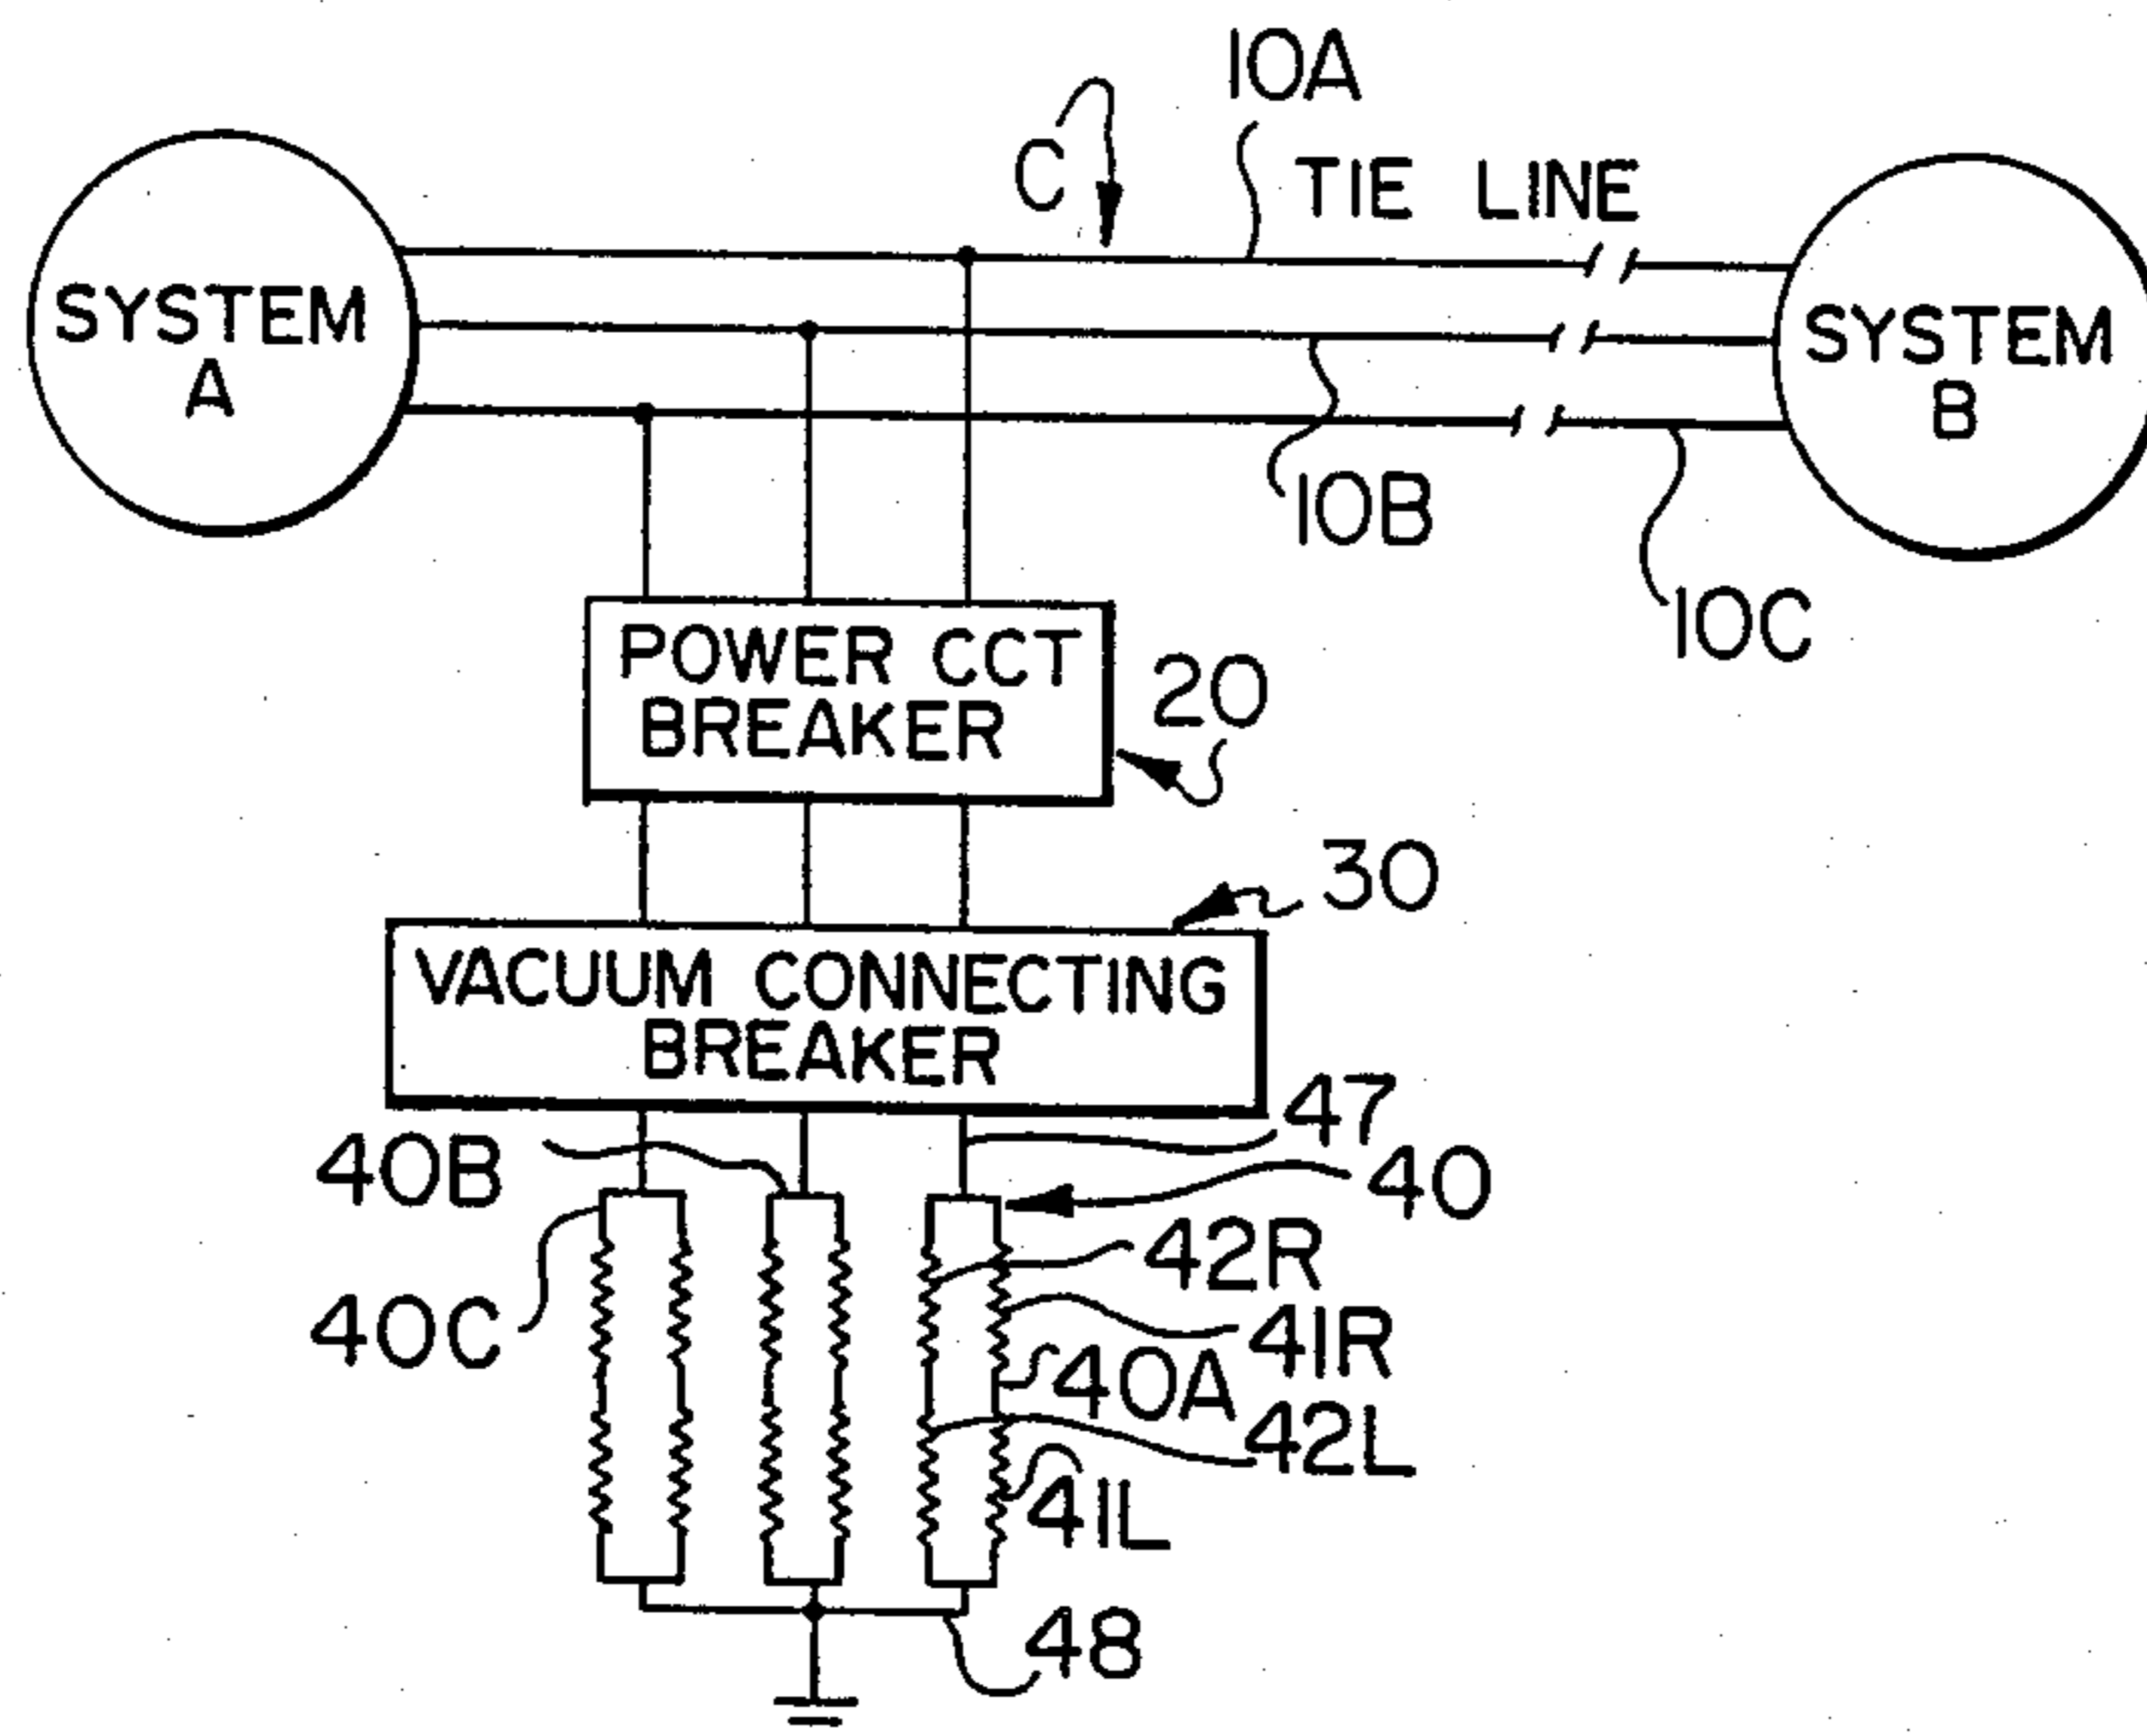 10A
C
TIE LINE
SYSTEM
A
SYSTEM
B
10B
10C
POWER CCT
BREAKER
20
30
VACUUM CONNECTING
BREAKER
47
40B
40
42R
40C
41R
40A
42L
41L
48